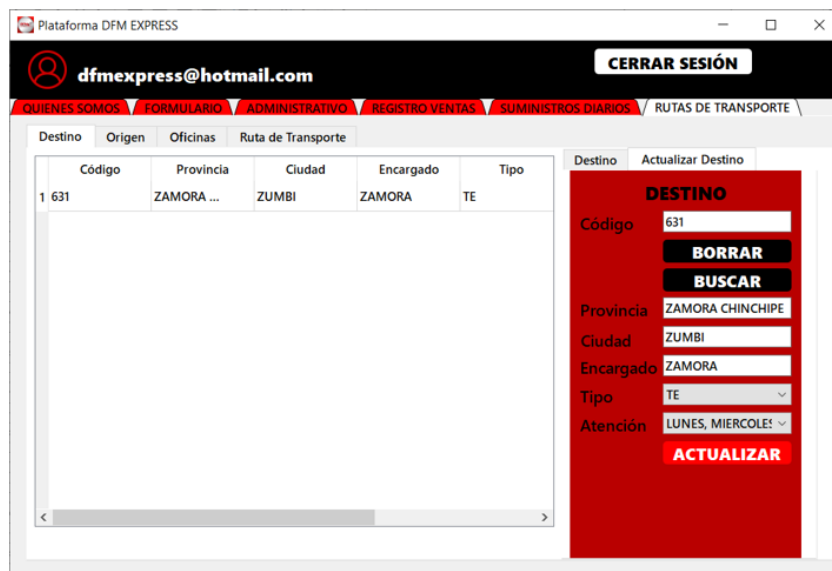 Plataforma DFM EXPRESS
dfmexpress@hotmail.com
CERRAR SESIÓN
QUIENES SOMOS FORMULARIO ADMINISTRATIVO REGISTRO VENTAS SUMINISTROS DIARIOS RUTAS DE TRANSPORTE
Destino Origen Oficinas Ruta de Transporte
Código Provincia Ciudad Encargado Tipo
1 631 ZAMORA ... ZUMBI ZAMORA TE
Destino Actualizar Destino
DESTINO
Código 631
BORRAR
BUSCAR
Provincia ZAMORA CHINCHIPE
Ciudad ZUMBI
Encargado ZAMORA
Tipo TE
Atención LUNES, MIERCOLES
ACTUALIZAR